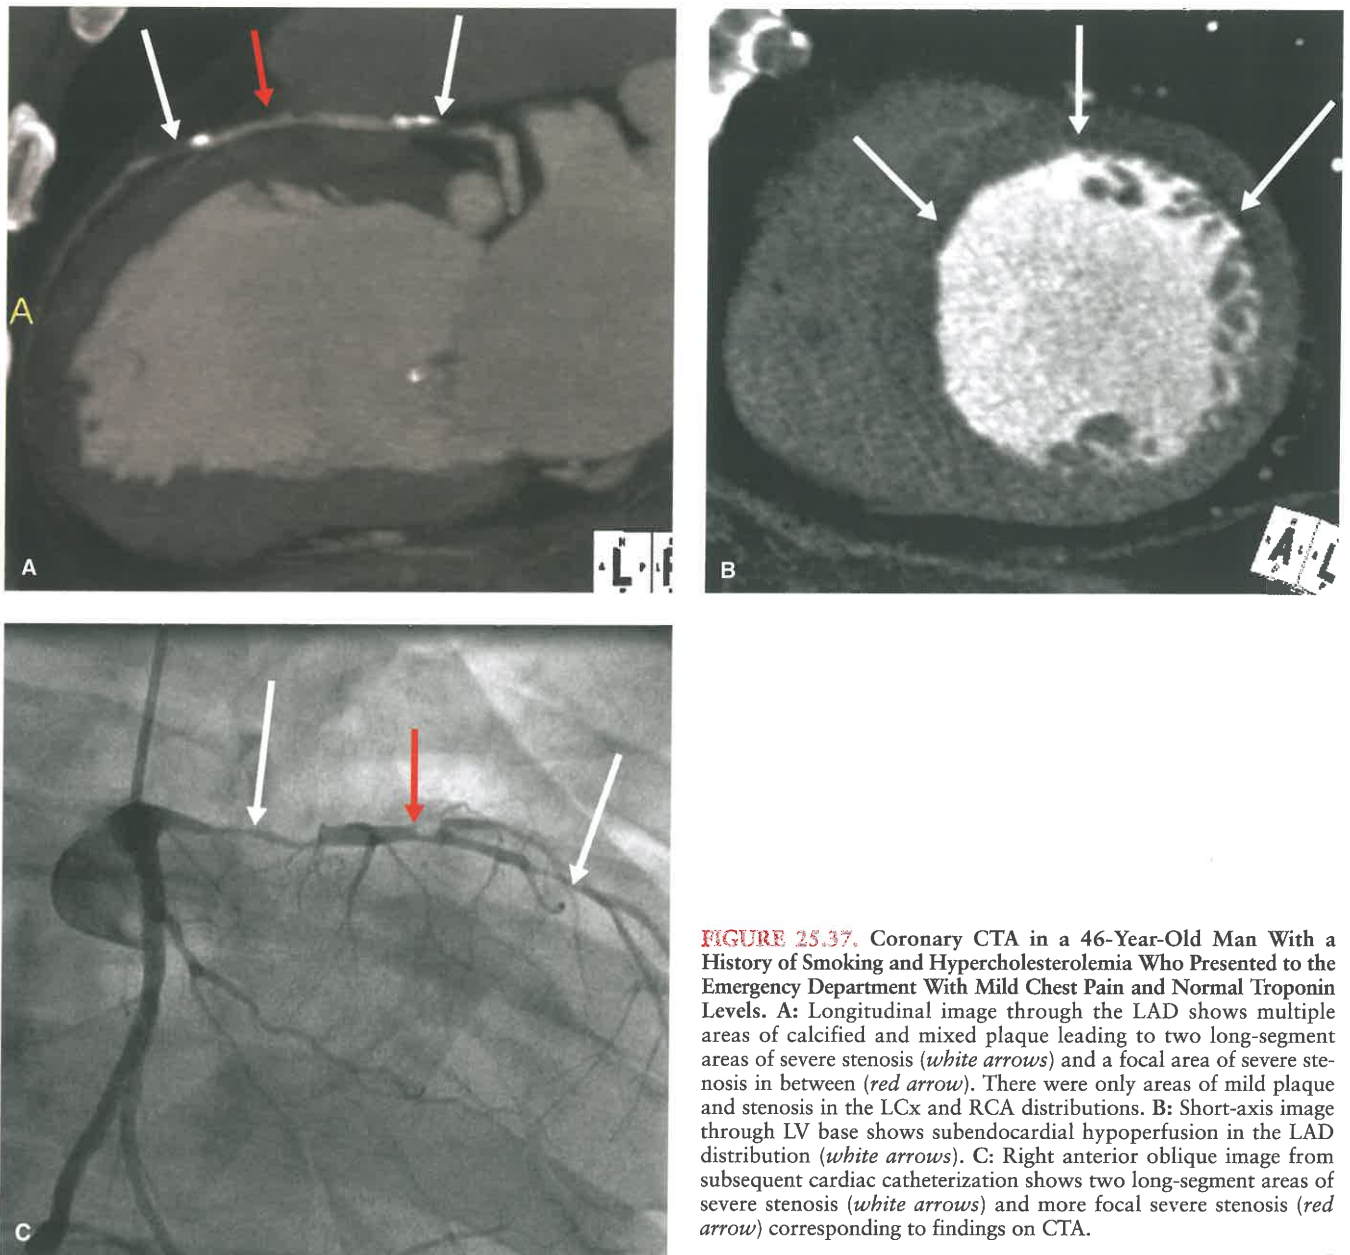 A
A
L
B
A L
C
FIGURE 25.37. Coronary CTA in a 46-Year-Old Man With a
History of Smoking and Hypercholesterolemia Who Presented to the
Emergency Department With Mild Chest Pain and Normal Troponin
Levels. A: Longitudinal image through the LAD shows multiple
areas of calcified and mixed plaque leading to two long-segment
areas of severe stenosis (white arrows) and a focal area of severe ste-
nosis in between (red arrow). There were only areas of mild plaque
and stenosis in the LCx and RCA distributions. B: Short-axis image
through LV base shows subendocardial hypoperfusion in the LAD
distribution (white arrows). C: Right anterior oblique image from
subsequent cardiac catheterization shows two long-segment areas of
severe stenosis (white arrows) and more focal severe stenosis (red
arrow) corresponding to findings on CTA.